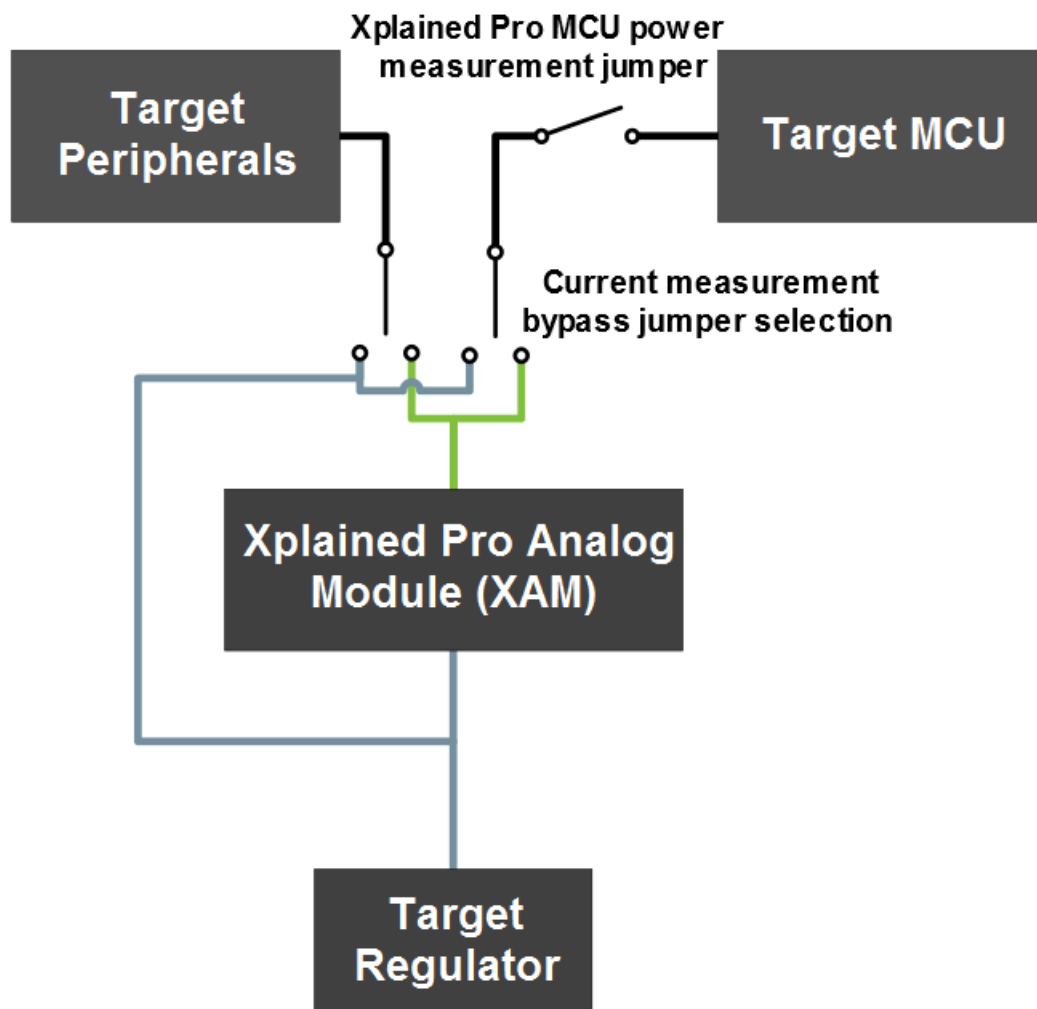 Xplained Pro MCU power
measurement jumper
Target
Peripherals
Target MCU
Current measurement
bypass jumper selection
Xplained Pro Analog
Module (XAM)
Target
Regulator